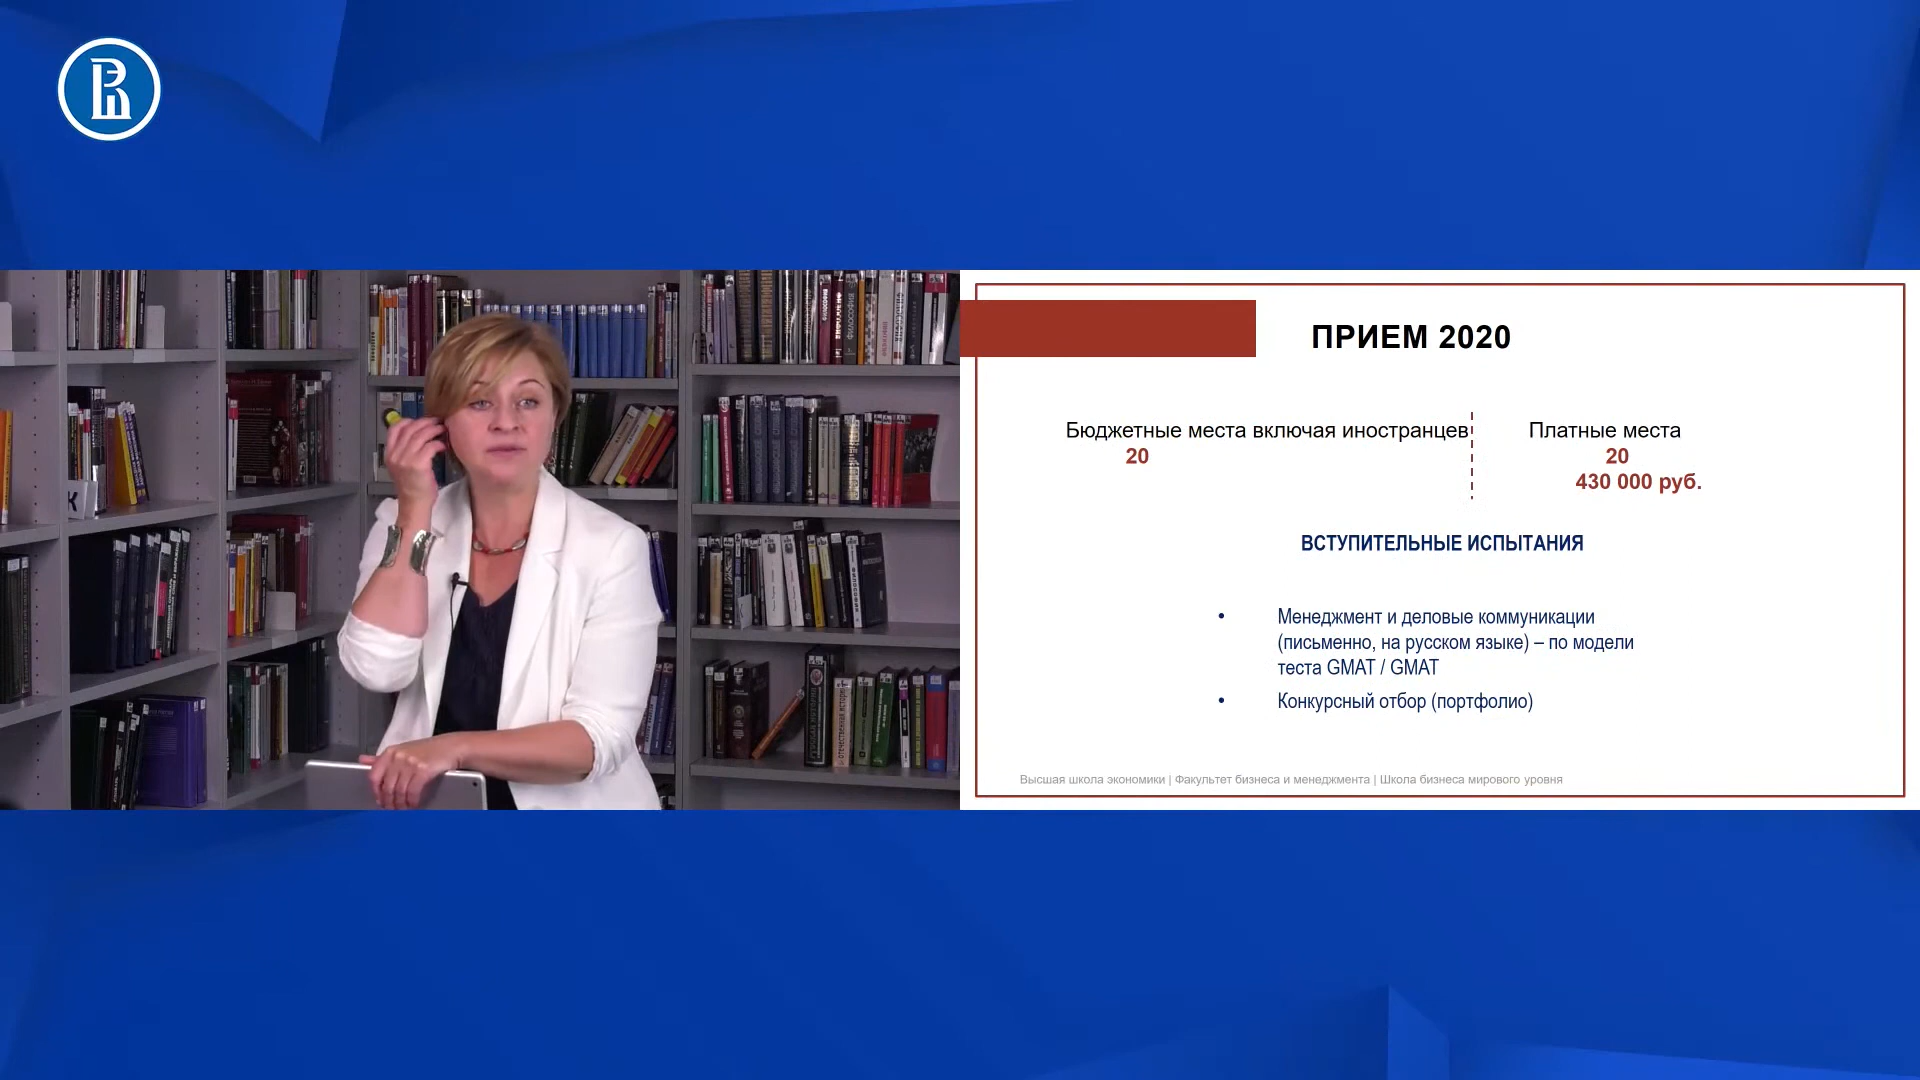 ПРИЕМ 2020
Бюджетные места включая иностранцев
20
Платные места
20
430 000 руб.
ВСТУПИТЕЛЬНЫЕ ИСПЫТАНИЯ
• Менеджмент и деловые коммуникации
(письменно, на русском языке) – по модели
теста GMAT / GMAT
• Конкурсный отбор (портфолио)
Высшая школа экономики | Факультет бизнеса и менеджмента | Школа бизнеса мирового уровня